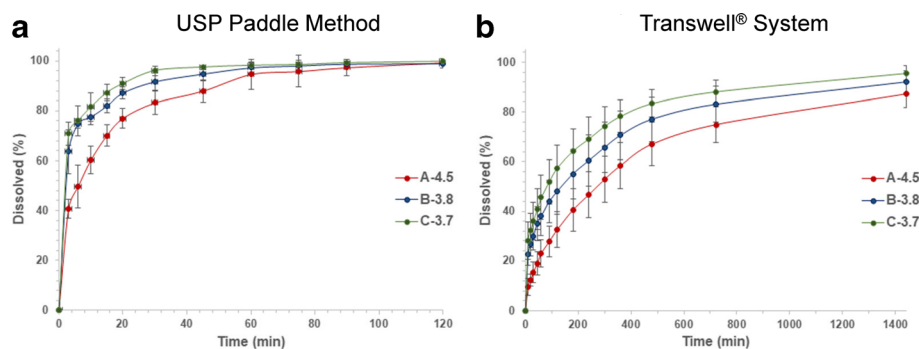 a USP Paddle Method
100
80
60
40
20
0
Dissolved (%)
A-4.5
B-3.8
C-3.7
0 20 40 60 80 100 120
Time (min)
b Transwell® System
100
80
60
40
20
0
Dissolved (%)
A-4.5
B-3.8
C-3.7
0 200 400 600 800 1000 1200 1400
Time (min)